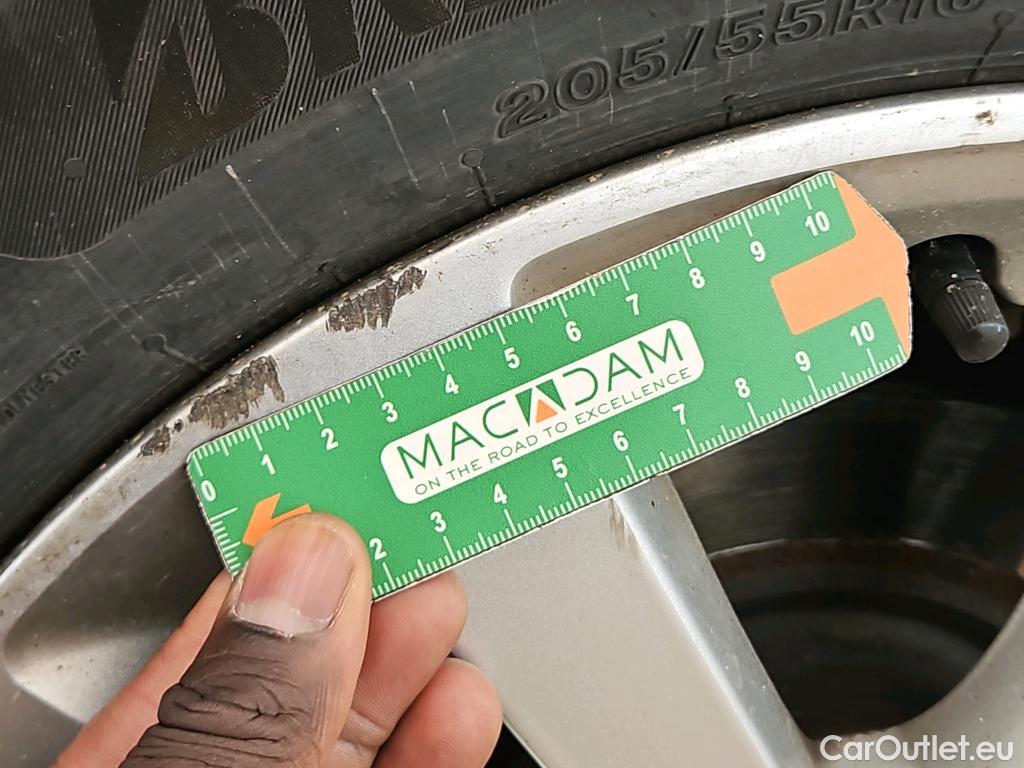 205/55R16
0 1 2 3 4 5 6 7 8 9 10
MACADAM
ON THE ROAD TO EXCELLENCE
2 3 4 5 6 7 8 9 10
CarOutlet.eu